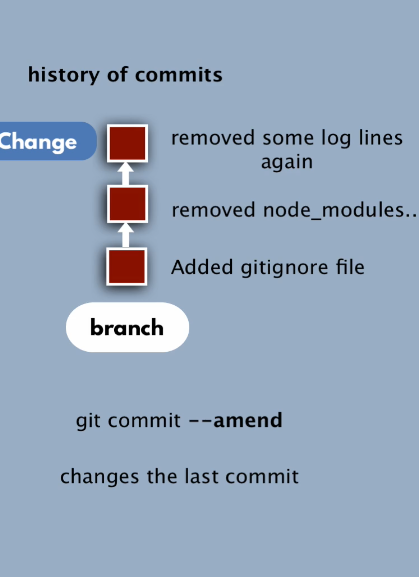 history of commits
Change
removed some log lines
again
removed node_modules..
Added gitignore file
branch
git commit --amend
changes the last commit